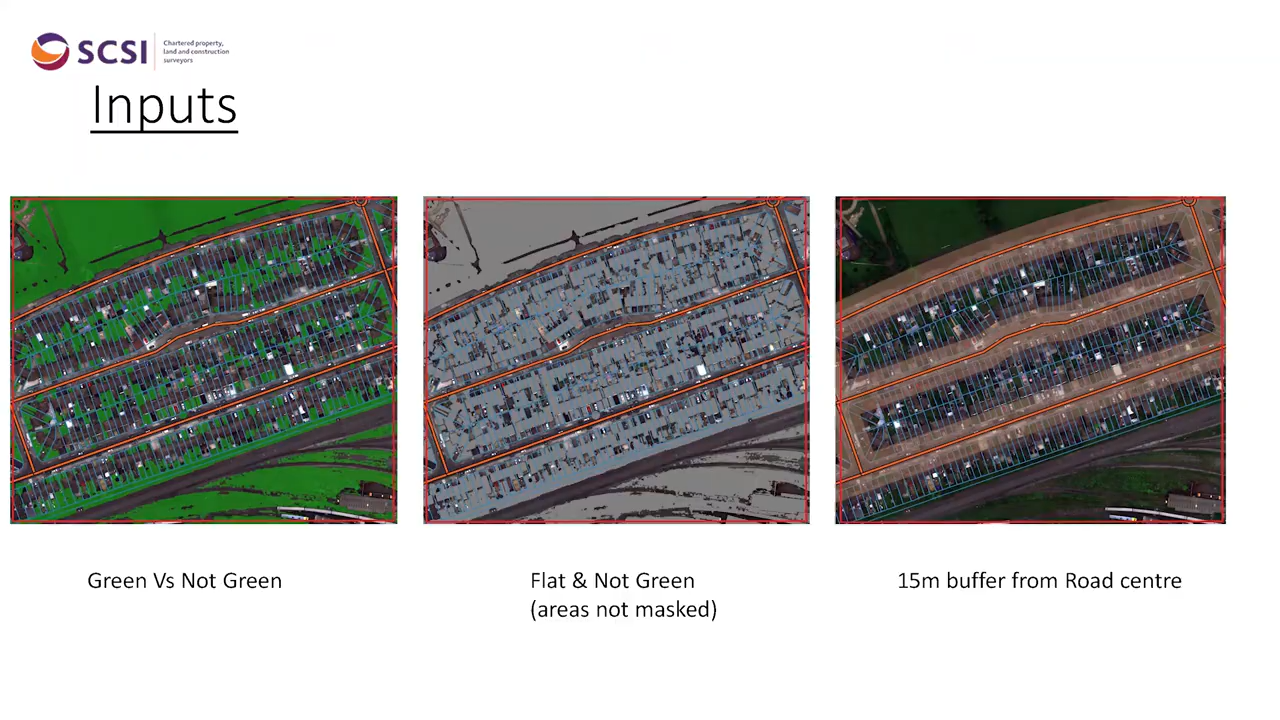 SCSI
Chartered property,
land and construction
surveyors
Inputs
Green Vs Not Green
Flat & Not Green
(areas not masked)
15m buffer from Road centre